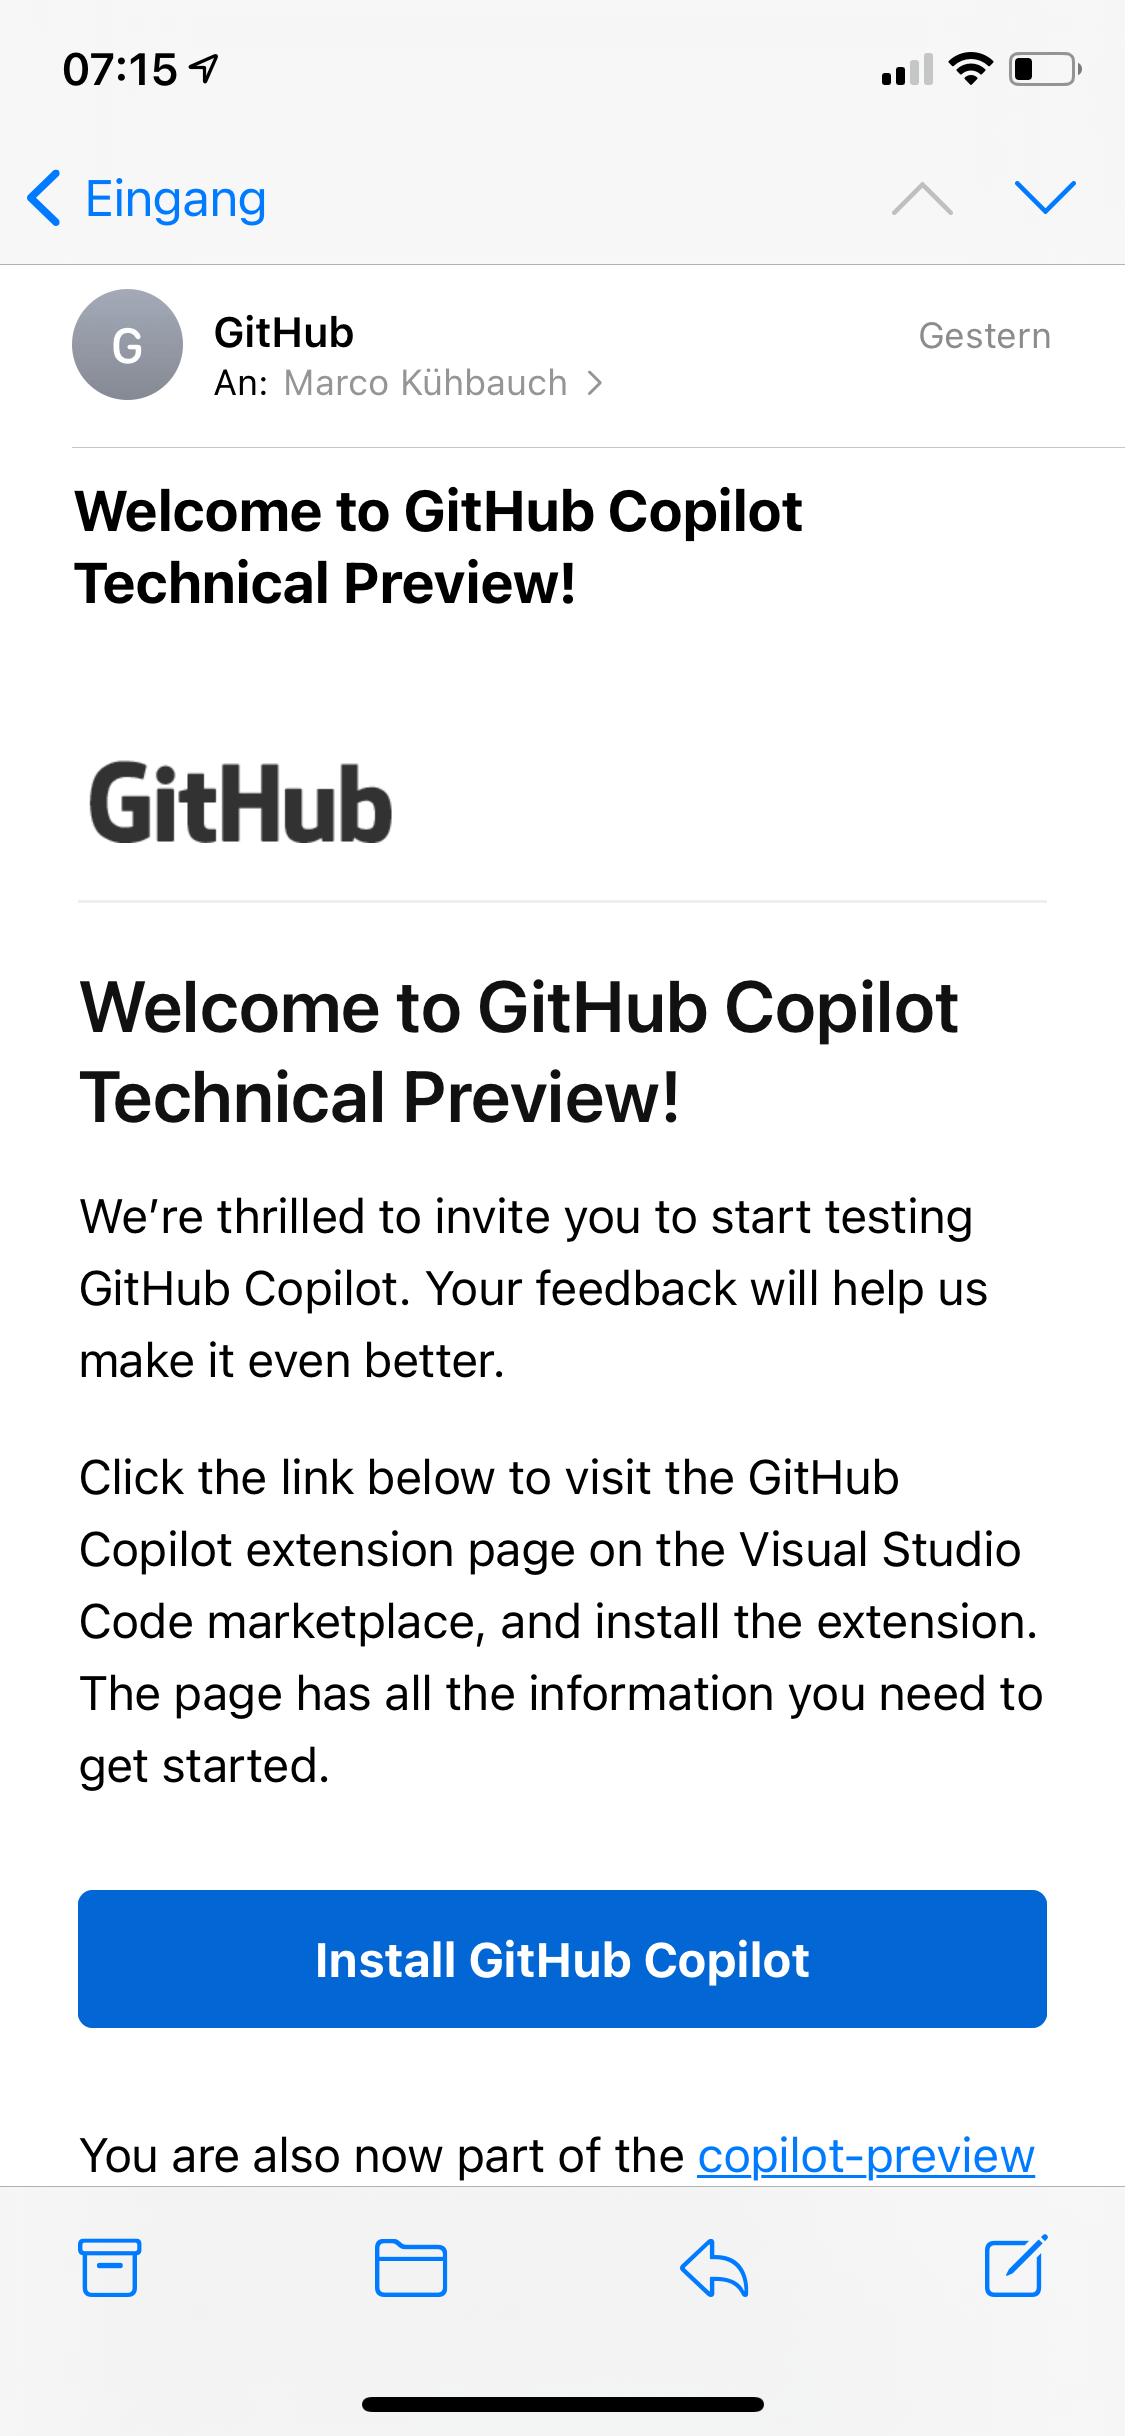 07:15
Eingang
G
GitHub
Gestern
An: Marco Kühbauch
Welcome to GitHub Copilot
Technical Preview!
GitHub
Welcome to GitHub Copilot
Technical Preview!
We’re thrilled to invite you to start testing
GitHub Copilot. Your feedback will help us
make it even better.
Click the link below to visit the GitHub
Copilot extension page on the Visual Studio
Code marketplace, and install the extension.
The page has all the information you need to
get started.
Install GitHub Copilot
You are also now part of the copilot-preview